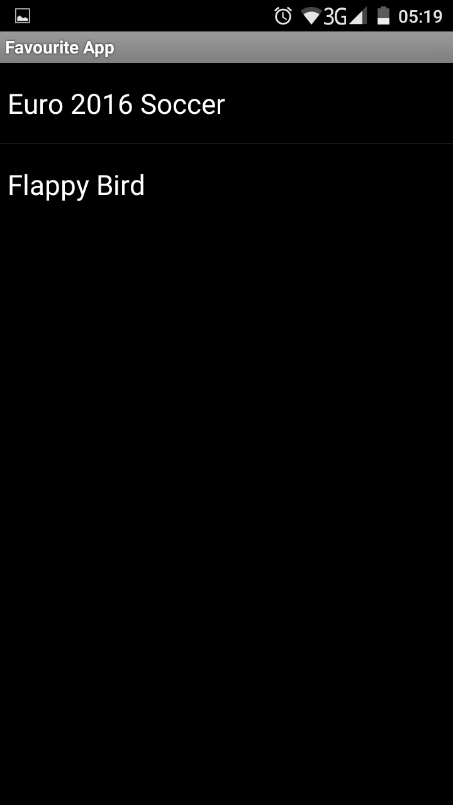 3G 05:19
Favourite App
Euro 2016 Soccer
Flappy Bird